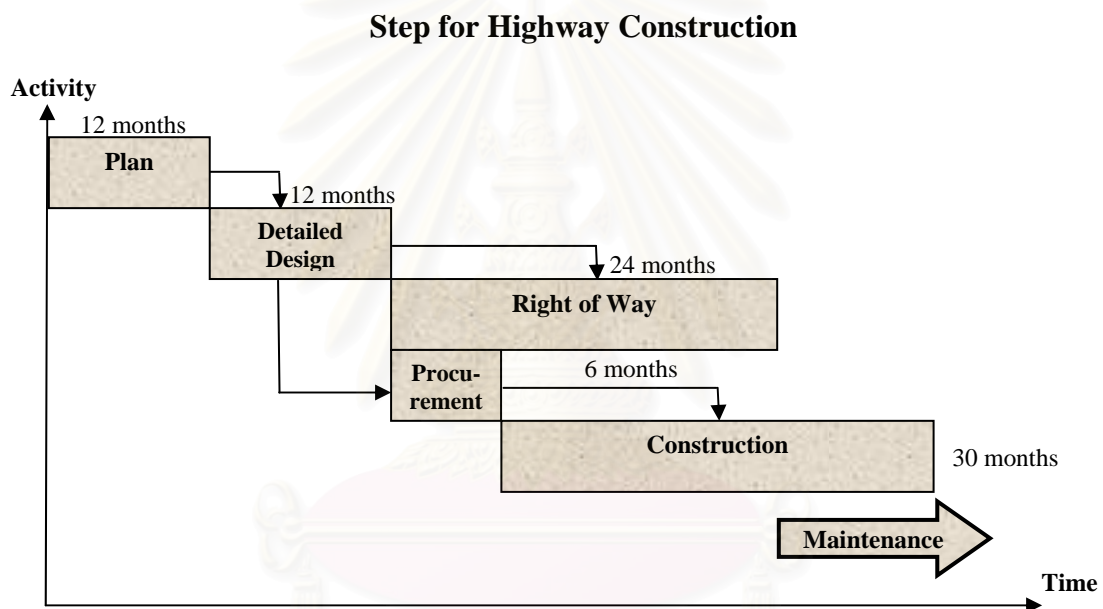 Step for Highway Construction
Activity
12 months
Plan
12 months
Detailed
Design
24 months
Right of Way
Procu-
rement
6 months
Construction
30 months
Maintenance
Time